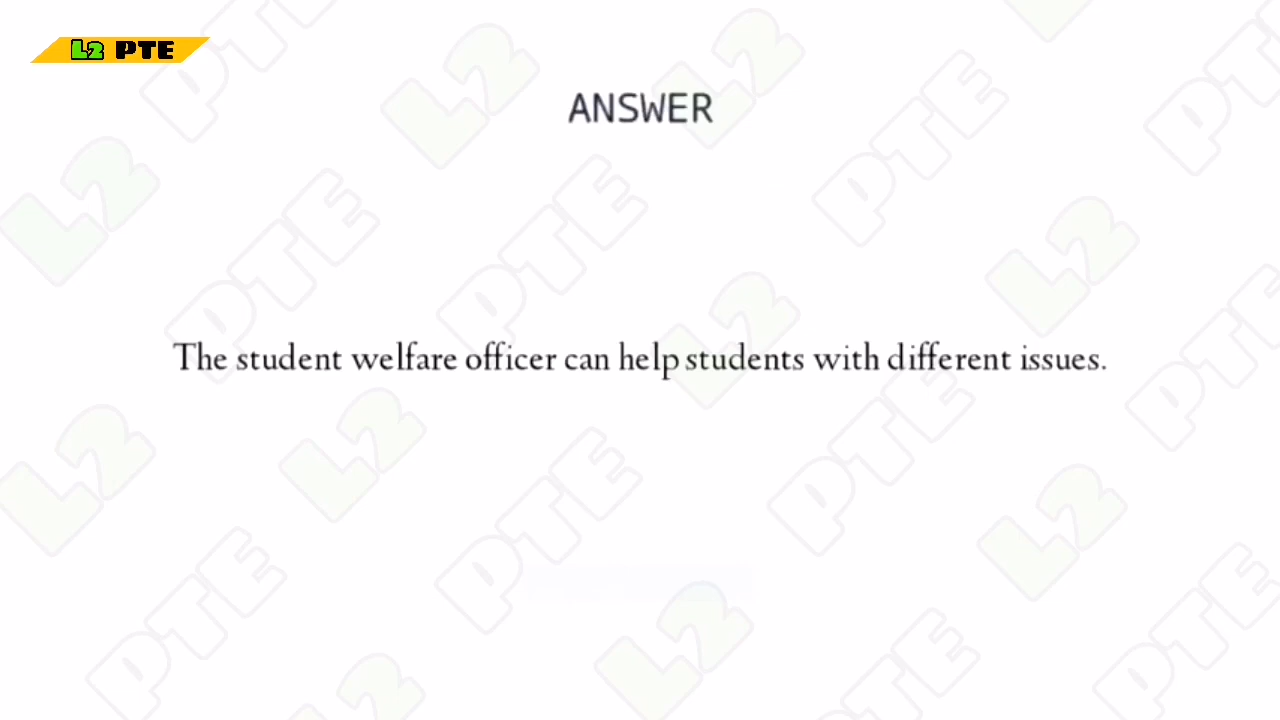 L2 PTE
ANSWER
The student welfare officer can help students with different issues.